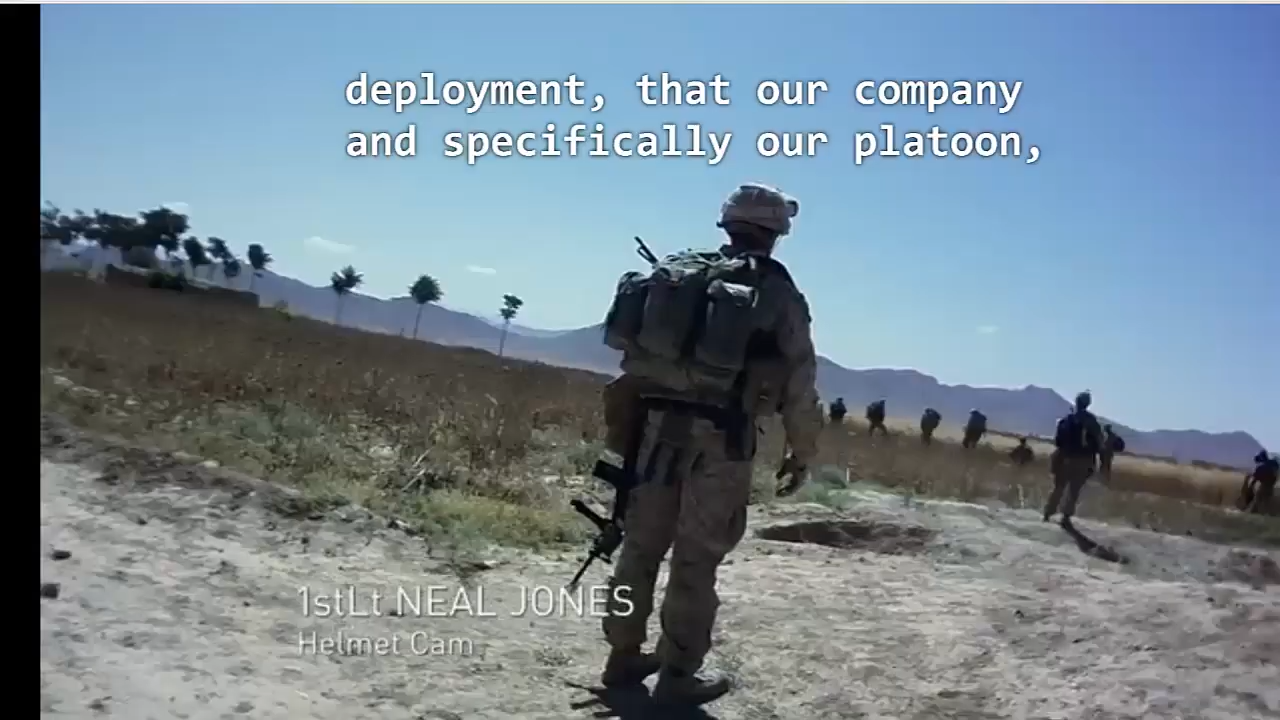 deployment, that our company
and specifically our platoon,
1stLt NEAL JONES
Helmet Cam